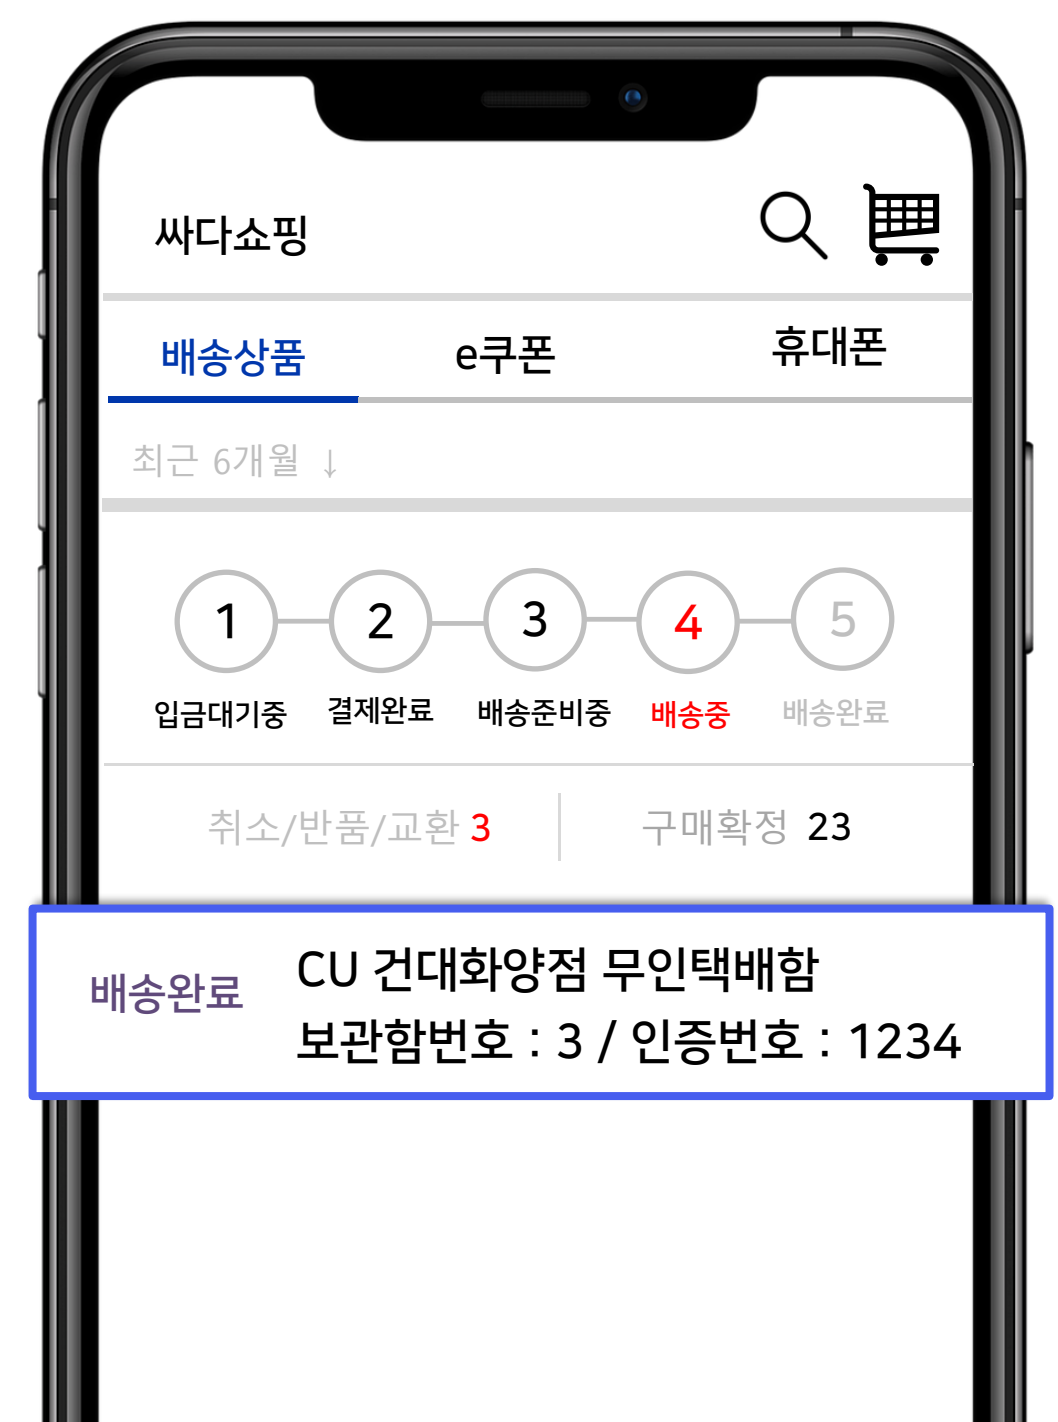 싸다쇼핑
배송상품 e쿠폰 휴대폰
최근 6개월 ↓
1 2 3 4 5
입금대기중 결제완료 배송준비중 배송중 배송완료
취소/반품/교환 3 구매확정 23
배송완료
CU 건대화양점 무인택배함
보관함번호 : 3 / 인증번호 : 1234